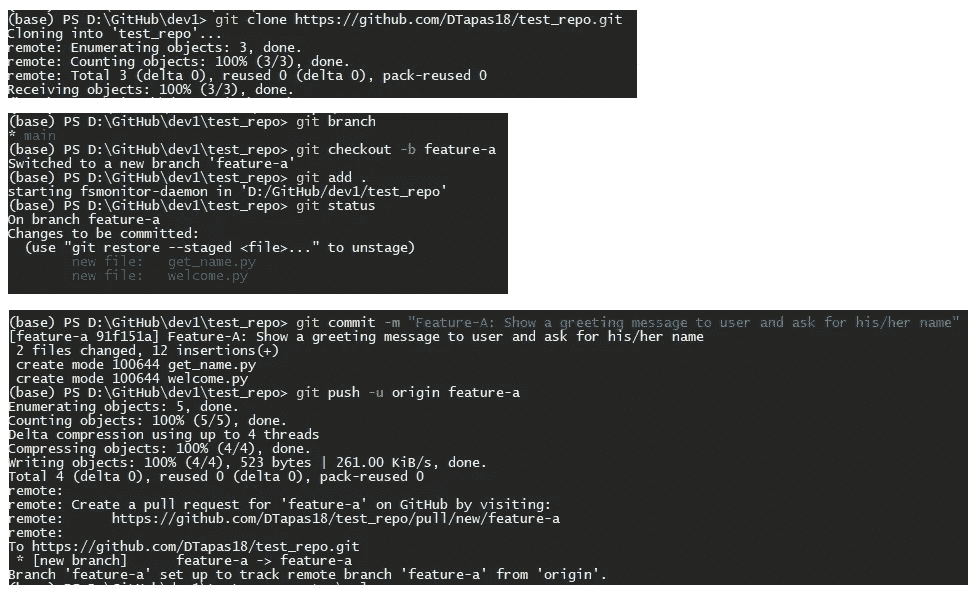 (base) PS D:\GitHub\dev1> git clone https://github.com/DTapas18/test_repo.git
Cloning into 'test_repo'...
remote: Enumerating objects: 3, done.
remote: Counting objects: 100% (3/3), done.
remote: Total 3 (delta 0), reused 0 (delta 0), pack-reused 0
Receiving objects: 100% (3/3), done.
(base) PS D:\GitHub\dev1\test_repo> git branch
* main
(base) PS D:\GitHub\dev1\test_repo> git checkout -b feature-a
Switched to a new branch 'feature-a'
(base) PS D:\GitHub\dev1\test_repo> git add .
starting fsmonitor-daemon in 'D:/GitHub/dev1/test_repo'
(base) PS D:\GitHub\dev1\test_repo> git status
On branch feature-a
Changes to be committed:
  (use "git restore --staged <file>..." to unstage)
        new file:   get_name.py
        new file:   welcome.py
(base) PS D:\GitHub\dev1\test_repo> git commit -m "Feature-A: Show a greeting message to user and ask for his/her name"
[feature-a 91f151a] Feature-A: Show a greeting message to user and ask for his/her name
 2 files changed, 12 insertions(+)
 create mode 100644 get_name.py
 create mode 100644 welcome.py
(base) PS D:\GitHub\dev1\test_repo> git push -u origin feature-a
Enumerating objects: 5, done.
Counting objects: 100% (5/5), done.
Delta compression using up to 4 threads
Compressing objects: 100% (4/4), done.
Writing objects: 100% (4/4), 523 bytes | 261.00 KiB/s, done.
Total 4 (delta 0), reused 0 (delta 0), pack-reused 0
remote:
remote: Create a pull request for 'feature-a' on GitHub by visiting:
remote:      https://github.com/DTapas18/test_repo/pull/new/feature-a
remote:
To https://github.com/DTapas18/test_repo.git
 * [new branch]      feature-a -> feature-a
Branch 'feature-a' set up to track remote branch 'feature-a' from 'origin'.